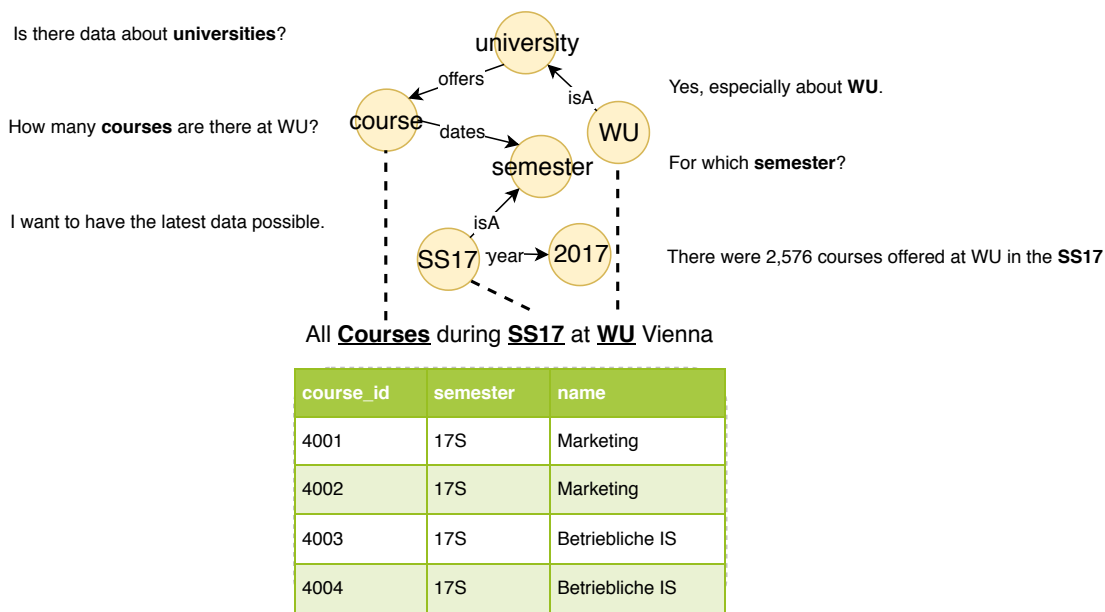 Is there data about universities?
university
offers
isA
Yes, especially about WU.
How many courses are there at WU?
course
dates
WU
semester
For which semester?
I want to have the latest data possible.
isA
SS17
year
2017
There were 2,576 courses offered at WU in the SS17
All Courses during SS17 at WU Vienna
course_id semester name
4001 17S Marketing
4002 17S Marketing
4003 17S Betriebliche IS
4004 17S Betriebliche IS